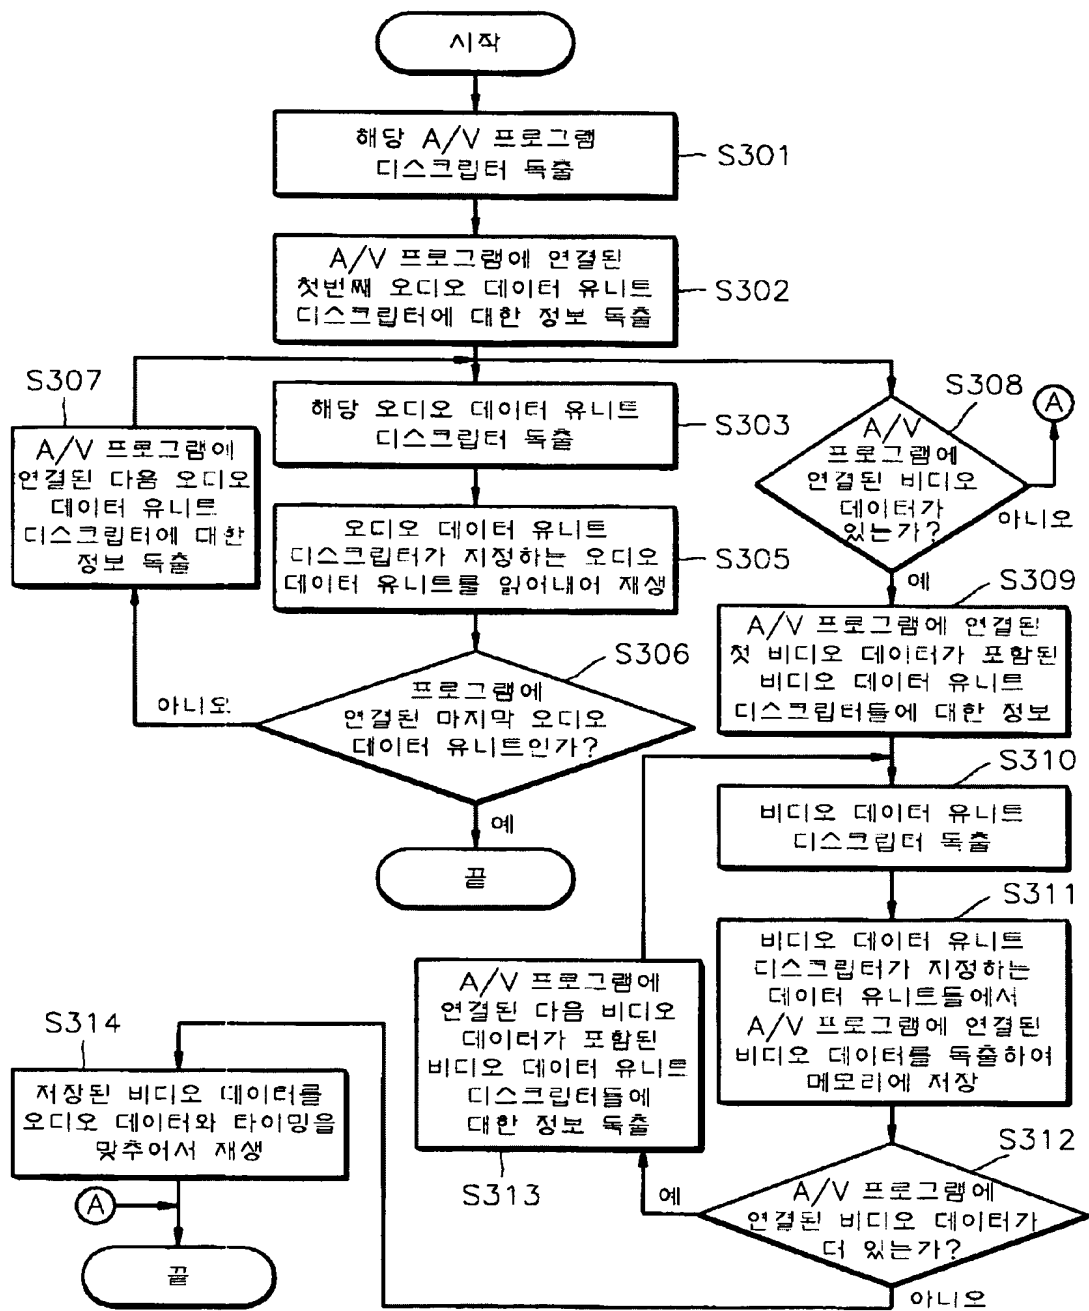 시작
해당 A/V 프로그램
디스크립터 독출
S301
A/V 프로그램에 연결된
첫번째 오디오 데이터 유니트
디스크립터에 대한 정보 독출
S302
S307
A/V 프로그램에
연결된 다음 오디오
데이터 유니트
디스크립터에 대한
정보 독출
해당 오디오 데이터 유니트
디스크립터 독출
S303
S308
A
A/V
프로그램에
연결된 비디오
데이터가
있는가?
아니오
예
오디오 데이터 유니트
디스크립터가 지정하는 오디오
데이터 유니트를 읽어내어 재생
S305
S306
프로그램에
연결된 마지막 오디오
데이터 유니트인가?
아니오
예
끝
S309
A/V 프로그램에 연결된
첫 비디오 데이터가 포함된
비디오 데이터 유니트
디스크립터들에 대한 정보
S310
비디오 데이터 유니트
디스크립터 독출
S311
비디오 데이터 유니트
디스크립터가 지정하는
데이터 유니트들에서
A/V 프로그램에 연결된
비디오 데이터를 독출하여
메모리에 저장
S312
A/V 프로그램에
연결된 비디오 데이터가
더 있는가?
예
아니오
A/V 프로그램에
연결된 다음 비디오
데이터가 포함된
비디오 데이터 유니트
디스크립터들에
대한 정보 독출
S313
S314
저장된 비디오 데이터를
오디오 데이터와 타이밍을
맞추어서 재생
A
끝